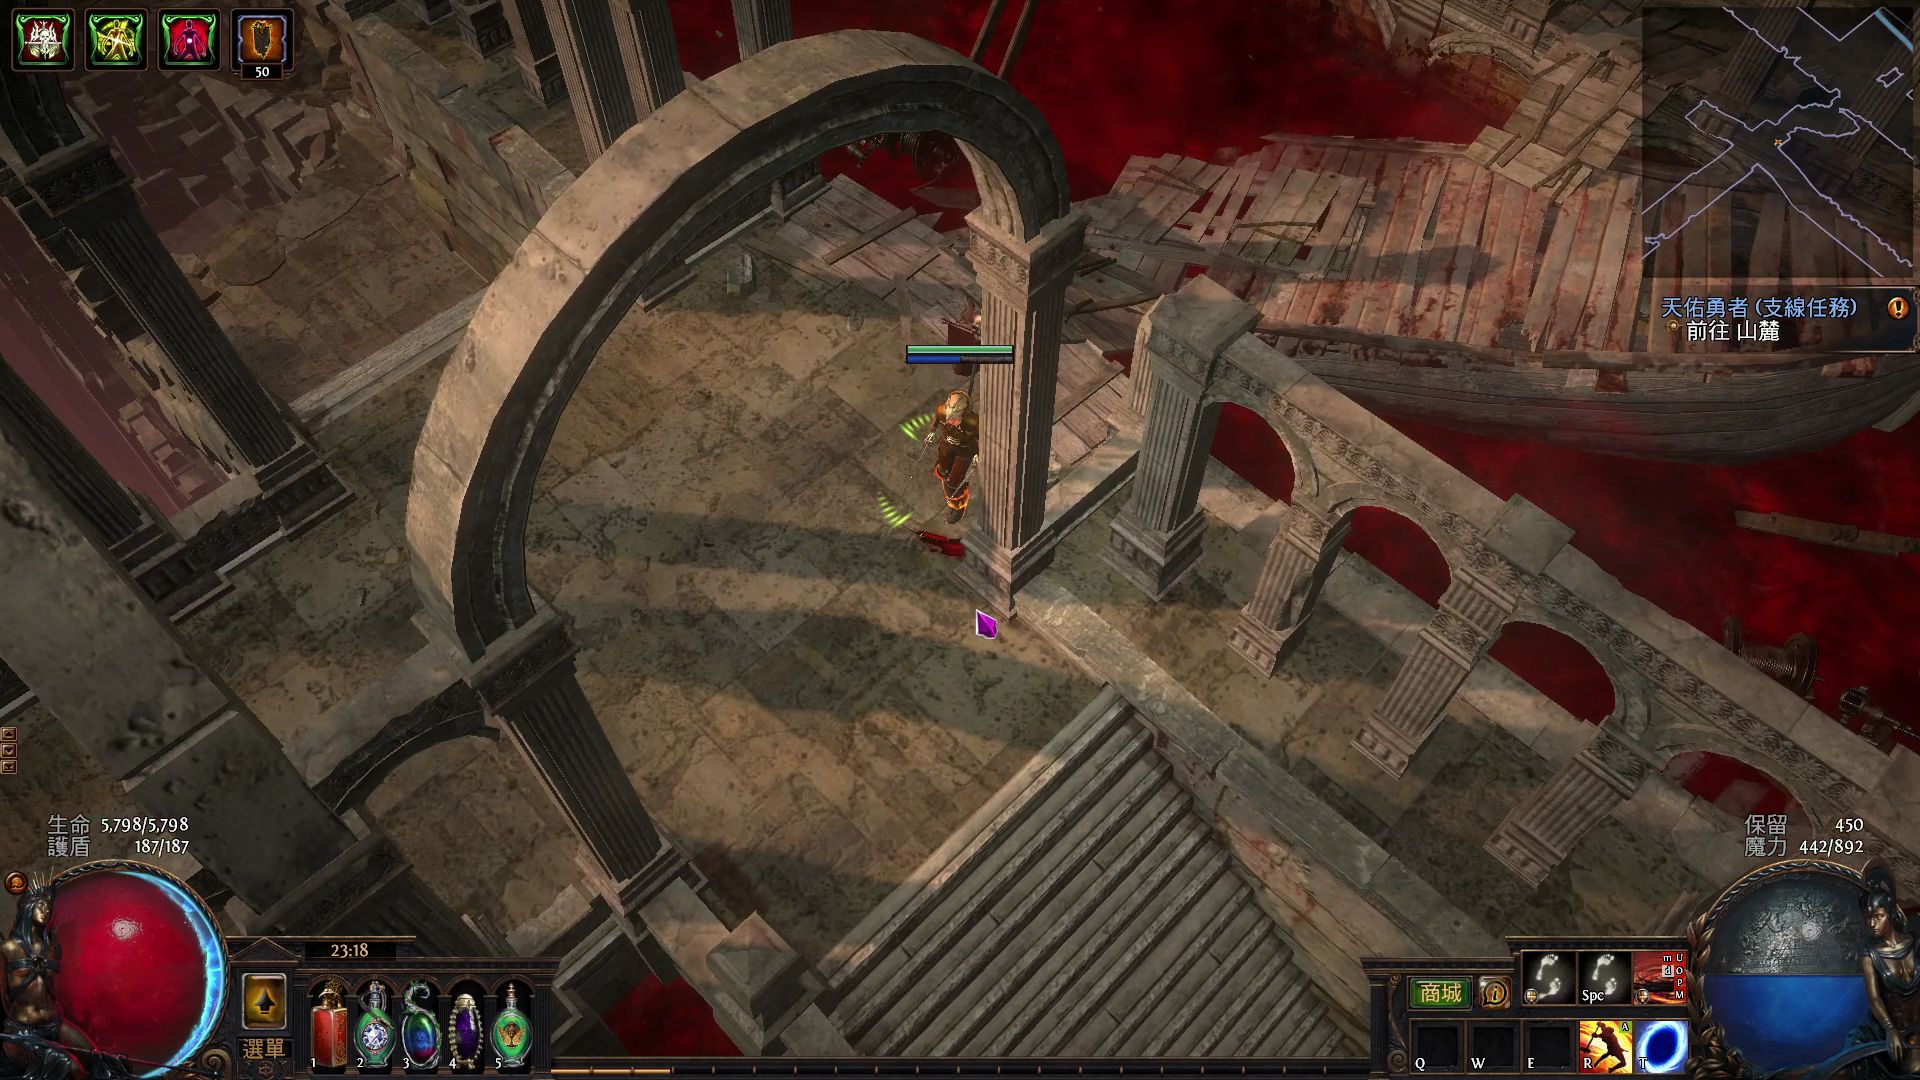 50
天佑勇者 (支線任務)
前往 山麓
生命 5,798/5,798
護盾 187/187
保留 450
魔力 442/892
23:18
選單
1
2
3
4
5
商城
Spc
m U
d O
P
M
A
Q
W
E
R
T